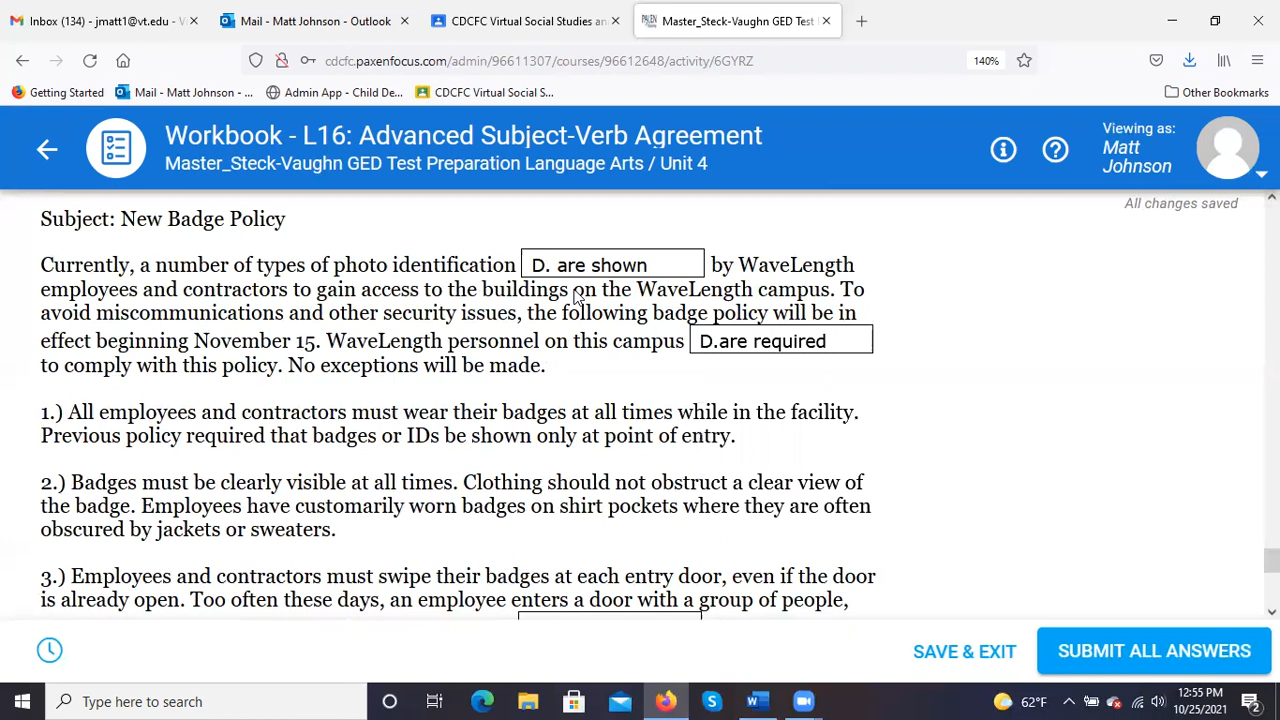 Inbox (134) - jmatt1@vt.edu - V
Mail - Matt Johnson - Outlook
CDCFC Virtual Social Studies an
Master_Steck-Vaughn GED Test
cdcfc.paxenfocus.com/admin/96611307/courses/96612648/activity/6GYRZ
140%
Getting Started
Mail - Matt Johnson - ...
Admin App - Child De...
CDCFC Virtual Social S...
Other Bookmarks
Workbook - L16: Advanced Subject-Verb Agreement
Master_Steck-Vaughn GED Test Preparation Language Arts / Unit 4
Viewing as:
Matt
Johnson
All changes saved
Subject: New Badge Policy
Currently, a number of types of photo identification D. are shown by WaveLength
employees and contractors to gain access to the buildings on the WaveLength campus. To
avoid miscommunications and other security issues, the following badge policy will be in
effect beginning November 15. WaveLength personnel on this campus D.are required
to comply with this policy. No exceptions will be made.
1.) All employees and contractors must wear their badges at all times while in the facility.
Previous policy required that badges or IDs be shown only at point of entry.
2.) Badges must be clearly visible at all times. Clothing should not obstruct a clear view of
the badge. Employees have customarily worn badges on shirt pockets where they are often
obscured by jackets or sweaters.
3.) Employees and contractors must swipe their badges at each entry door, even if the door
is already open. Too often these days, an employee enters a door with a group of people,
SAVE & EXIT
SUBMIT ALL ANSWERS
Type here to search
62°F
12:55 PM
10/25/2021
2